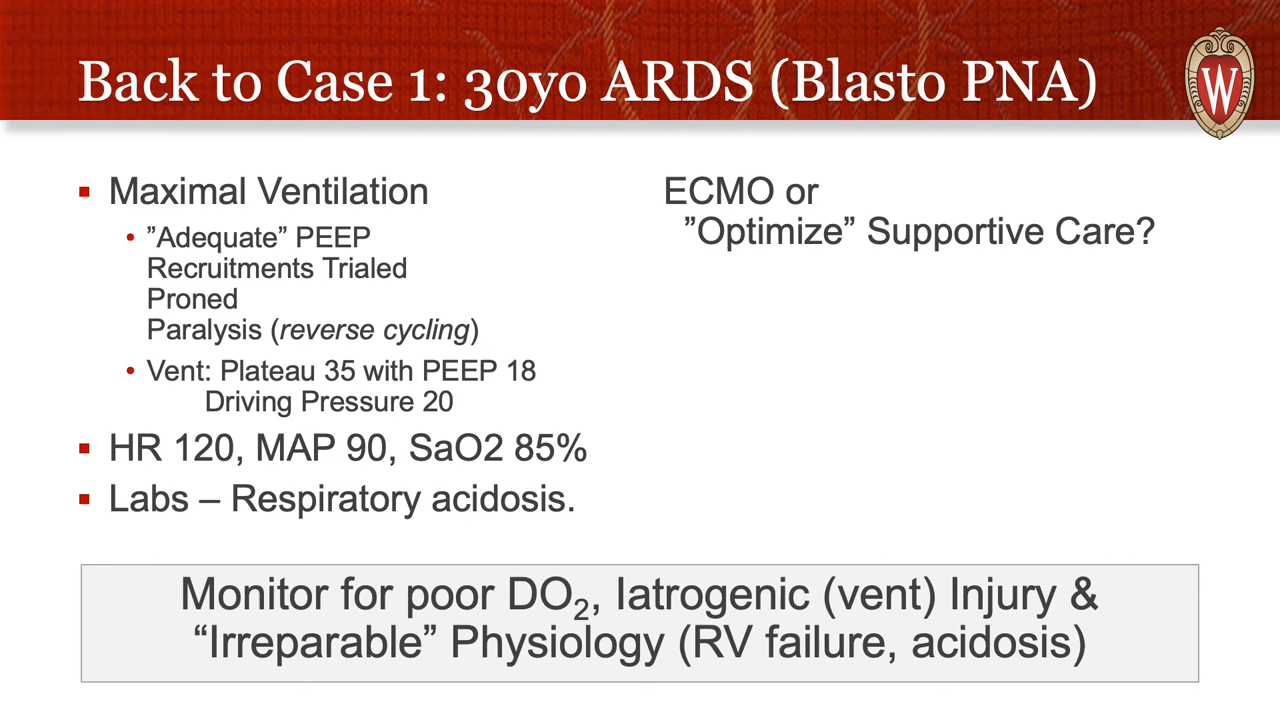 Back to Case 1: 30yo ARDS (Blasto PNA)
W
▪ Maximal Ventilation
• ”Adequate” PEEP
Recruitments Trialed
Proned
Paralysis (reverse cycling)
• Vent: Plateau 35 with PEEP 18
Driving Pressure 20
▪ HR 120, MAP 90, SaO2 85%
▪ Labs – Respiratory acidosis.
ECMO or
”Optimize” Supportive Care?
Monitor for poor DO₂, Iatrogenic (vent) Injury &
“Irreparable” Physiology (RV failure, acidosis)